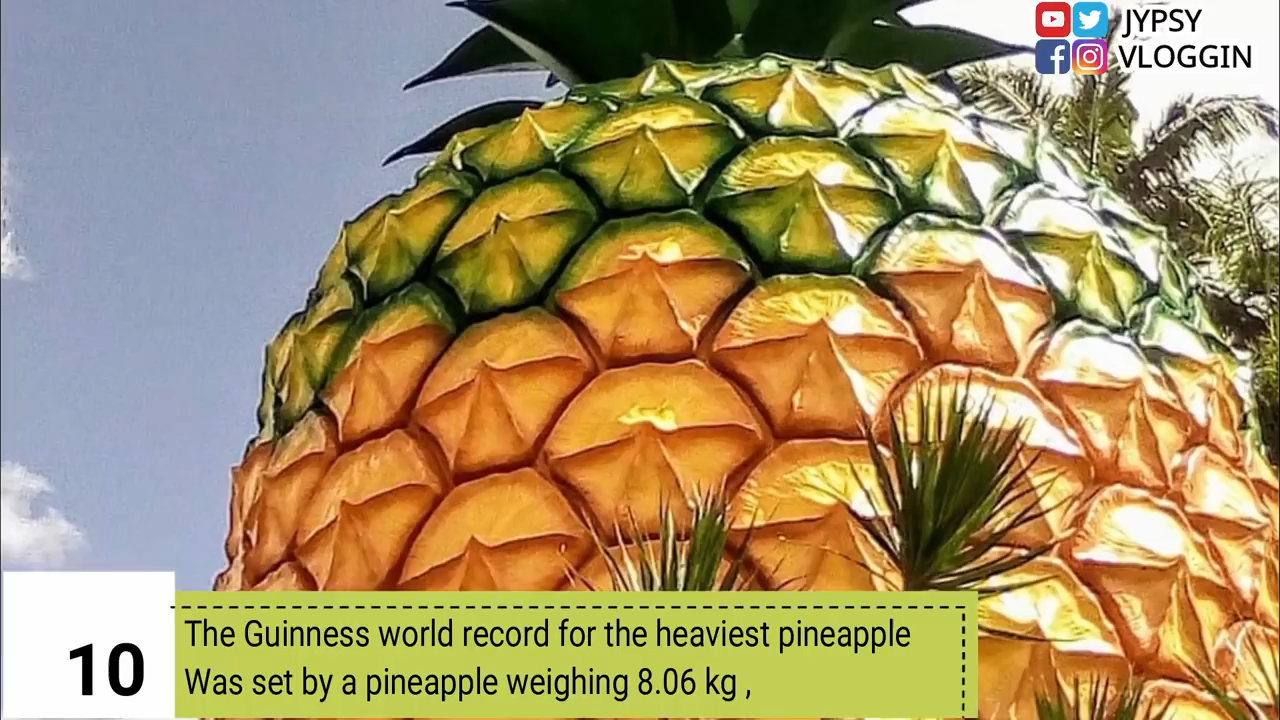 JYPSY
VLOGGIN
10
The Guinness world record for the heaviest pineapple
Was set by a pineapple weighing 8.06 kg ,